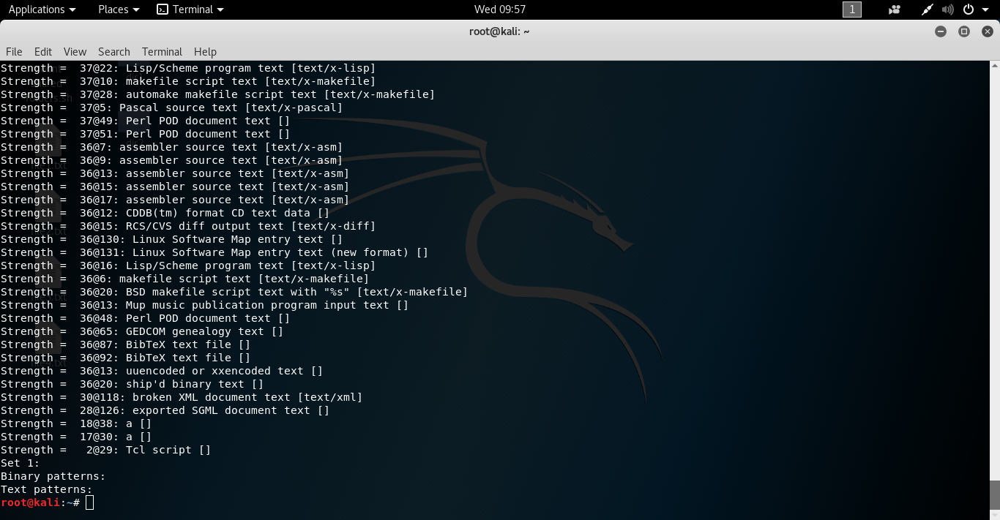 Applications Places Terminal Wed 09:57 1
root@kali: ~
File Edit View Search Terminal Help
Strength =  37@22: Lisp/Scheme program text [text/x-lisp]
Strength =  37@10: makefile script text [text/x-makefile]
Strength =  37@28: automake makefile script text [text/x-makefile]
Strength =  37@5: Pascal source text [text/x-pascal]
Strength =  37@49: Perl POD document text []
Strength =  37@51: Perl POD document text []
Strength =  36@7: assembler source text [text/x-asm]
Strength =  36@9: assembler source text [text/x-asm]
Strength =  36@13: assembler source text [text/x-asm]
Strength =  36@15: assembler source text [text/x-asm]
Strength =  36@17: assembler source text [text/x-asm]
Strength =  36@12: CDDB(tm) format CD text data []
Strength =  36@15: RCS/CVS diff output text [text/x-diff]
Strength =  36@130: Linux Software Map entry text []
Strength =  36@131: Linux Software Map entry text (new format) []
Strength =  36@16: Lisp/Scheme program text [text/x-lisp]
Strength =  36@6: makefile script text [text/x-makefile]
Strength =  36@20: BSD makefile script text with "%s" [text/x-makefile]
Strength =  36@13: Mup music publication program input text []
Strength =  36@48: Perl POD document text []
Strength =  36@65: GEDCOM genealogy text []
Strength =  36@87: BibTeX text file []
Strength =  36@92: BibTeX text file []
Strength =  36@13: uuencoded or xxencoded text []
Strength =  36@20: ship'd binary text []
Strength =  30@118: broken XML document text [text/xml]
Strength =  28@126: exported SGML document text []
Strength =  18@38: a []
Strength =  17@30: a []
Strength =   2@29: Tcl script []
Set 1:
Binary patterns:
Text patterns:
root@kali:~#